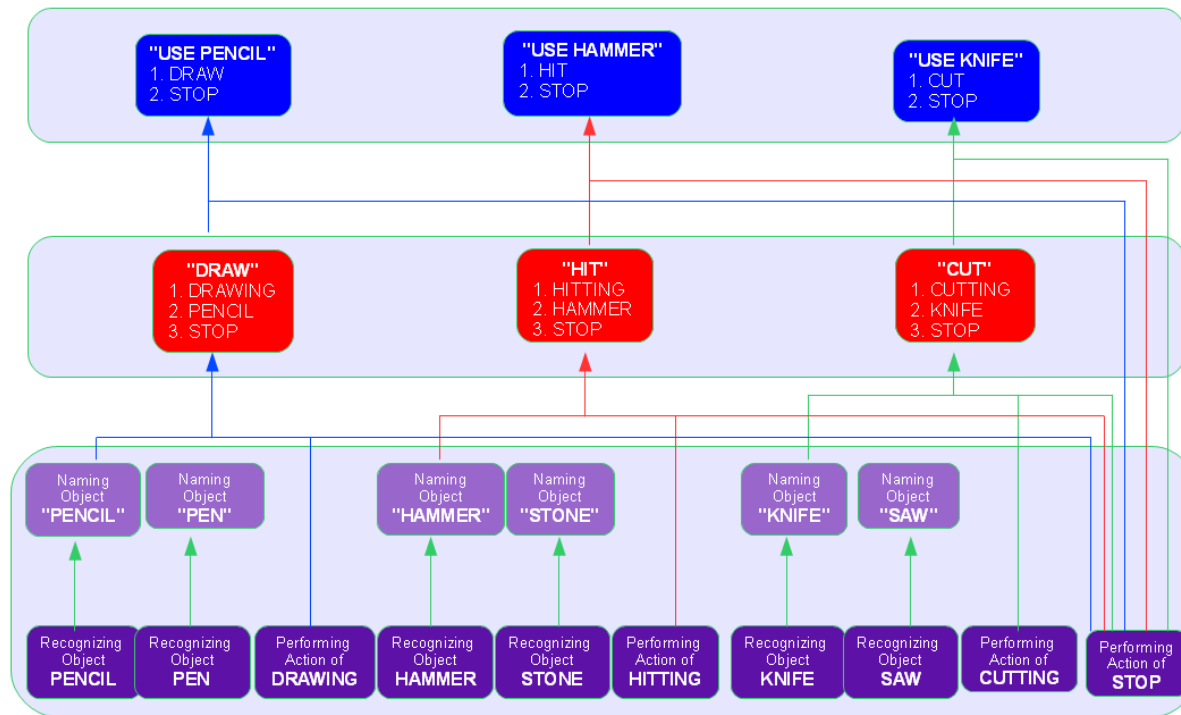 "USE PENCIL"
1. DRAW
2. STOP
"USE HAMMER"
1. HIT
2. STOP
"USE KNIFE"
1. CUT
2. STOP
"DRAW"
1. DRAWING
2. PENCIL
3. STOP
"HIT"
1. HITTING
2. HAMMER
3. STOP
"CUT"
1. CUTTING
2. KNIFE
3. STOP
Naming
Object
"PENCIL"
Naming
Object
"PEN"
Naming
Object
"HAMMER"
Naming
Object
"STONE"
Naming
Object
"KNIFE"
Naming
Object
"SAW"
Recognizing
Object
PENCIL
Recognizing
Object
PEN
Performing
Action of
DRAWING
Recognizing
Object
HAMMER
Recognizing
Object
STONE
Performing
Action of
HITTING
Recognizing
Object
KNIFE
Recognizing
Object
SAW
Performing
Action of
CUTTING
Performing
Action of
STOP